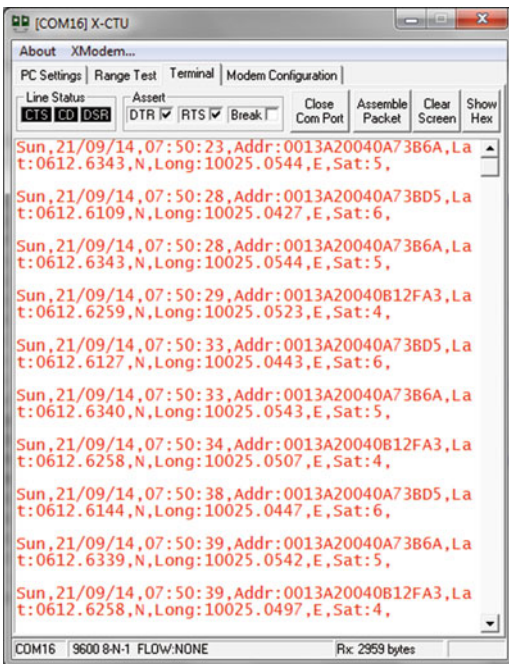 [COM16] X-CTU
About XModem...
PC Settings Range Test Terminal Modem Configuration
Line Status
CTS CD DSR
Assert
DTR RTS Break
Close Com Port
Assemble Packet
Clear Screen
Show Hex
Sun,21/09/14,07:50:23,Addr:0013A20040A73B6A,La
t:0612.6343,N,Long:10025.0544,E,Sat:5,
Sun,21/09/14,07:50:28,Addr:0013A20040A73BD5,La
t:0612.6109,N,Long:10025.0427,E,Sat:6,
Sun,21/09/14,07:50:28,Addr:0013A20040A73B6A,La
t:0612.6343,N,Long:10025.0544,E,Sat:5,
Sun,21/09/14,07:50:29,Addr:0013A20040B12FA3,La
t:0612.6259,N,Long:10025.0523,E,Sat:4,
Sun,21/09/14,07:50:33,Addr:0013A20040A73BD5,La
t:0612.6127,N,Long:10025.0443,E,Sat:6,
Sun,21/09/14,07:50:33,Addr:0013A20040A73B6A,La
t:0612.6340,N,Long:10025.0543,E,Sat:5,
Sun,21/09/14,07:50:34,Addr:0013A20040B12FA3,La
t:0612.6258,N,Long:10025.0507,E,Sat:4,
Sun,21/09/14,07:50:38,Addr:0013A20040A73BD5,La
t:0612.6144,N,Long:10025.0447,E,Sat:6,
Sun,21/09/14,07:50:39,Addr:0013A20040A73B6A,La
t:0612.6339,N,Long:10025.0542,E,Sat:5,
Sun,21/09/14,07:50:39,Addr:0013A20040B12FA3,La
t:0612.6258,N,Long:10025.0497,E,Sat:4,
COM16 9600 8-N-1 FLOW:NONE Rx: 2959 bytes